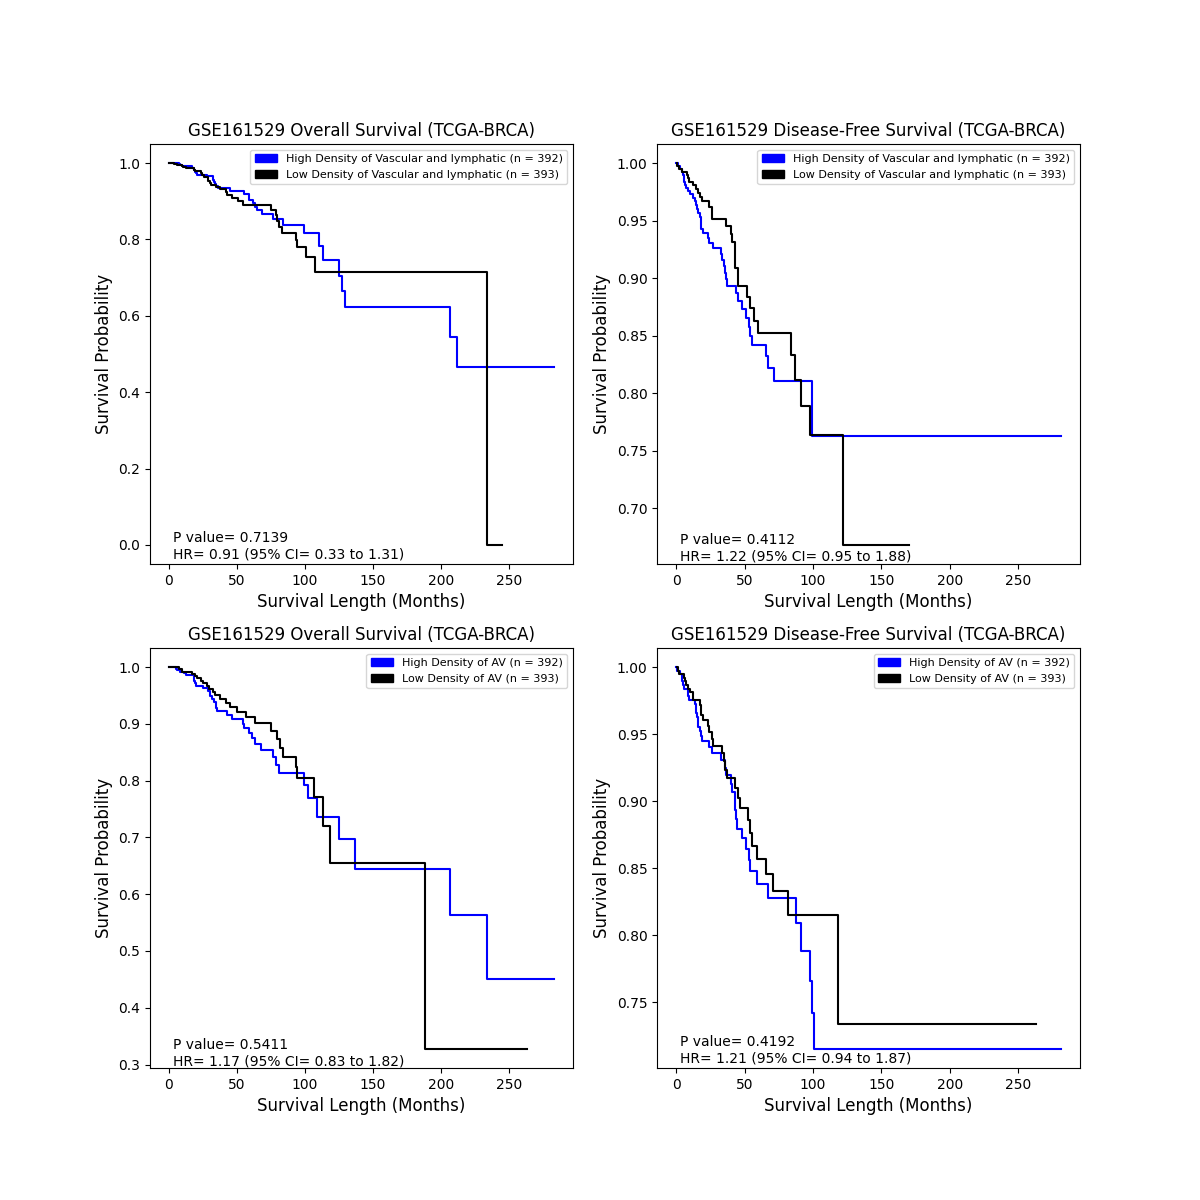 GSE161529 Overall Survival (TCGA-BRCA)
High Density of Vascular and lymphatic (n = 392)
Low Density of Vascular and lymphatic (n = 393)
1.0
0.8
0.6
0.4
0.2
0.0
Survival Probability
P value= 0.7139
HR= 0.91 (95% CI= 0.33 to 1.31)
0 50 100 150 200 250
Survival Length (Months)
GSE161529 Disease-Free Survival (TCGA-BRCA)
High Density of Vascular and lymphatic (n = 392)
Low Density of Vascular and lymphatic (n = 393)
1.00
0.95
0.90
0.85
0.80
0.75
0.70
Survival Probability
P value= 0.4112
HR= 1.22 (95% CI= 0.95 to 1.88)
0 50 100 150 200 250
Survival Length (Months)
GSE161529 Overall Survival (TCGA-BRCA)
High Density of AV (n = 392)
Low Density of AV (n = 393)
1.0
0.9
0.8
0.7
0.6
0.5
0.4
0.3
Survival Probability
P value= 0.5411
HR= 1.17 (95% CI= 0.83 to 1.82)
0 50 100 150 200 250
Survival Length (Months)
GSE161529 Disease-Free Survival (TCGA-BRCA)
High Density of AV (n = 392)
Low Density of AV (n = 393)
1.00
0.95
0.90
0.85
0.80
0.75
Survival Probability
P value= 0.4192
HR= 1.21 (95% CI= 0.94 to 1.87)
0 50 100 150 200 250
Survival Length (Months)